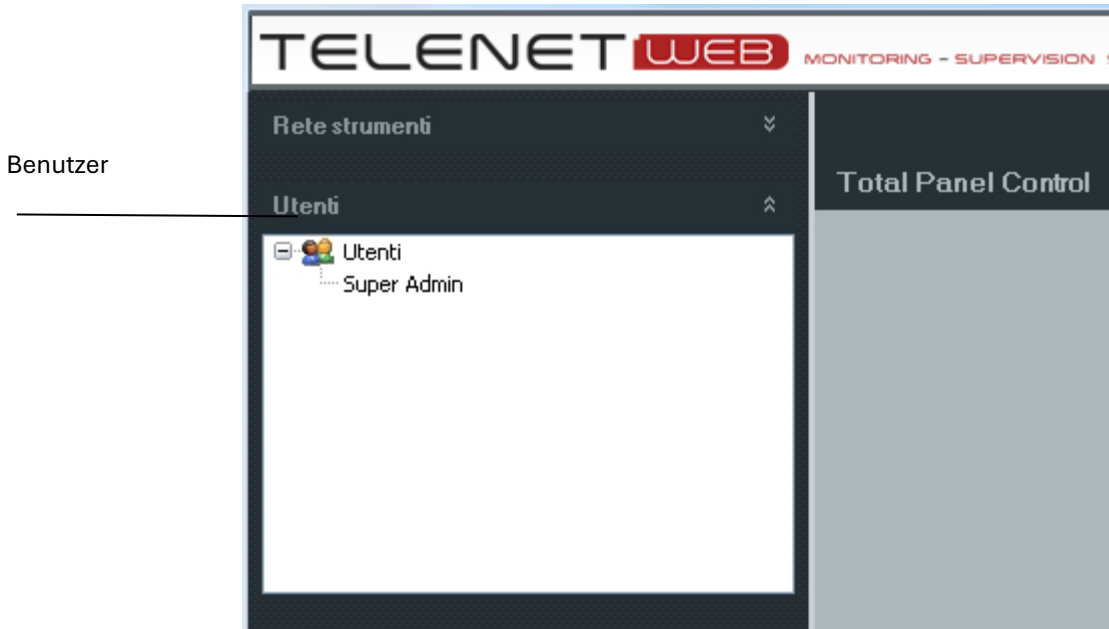 TELENET WEB MONITORING - SUPERVISION
Rete strumenti
Benutzer
Total Panel Control
Utenti
Utenti
Super Admin